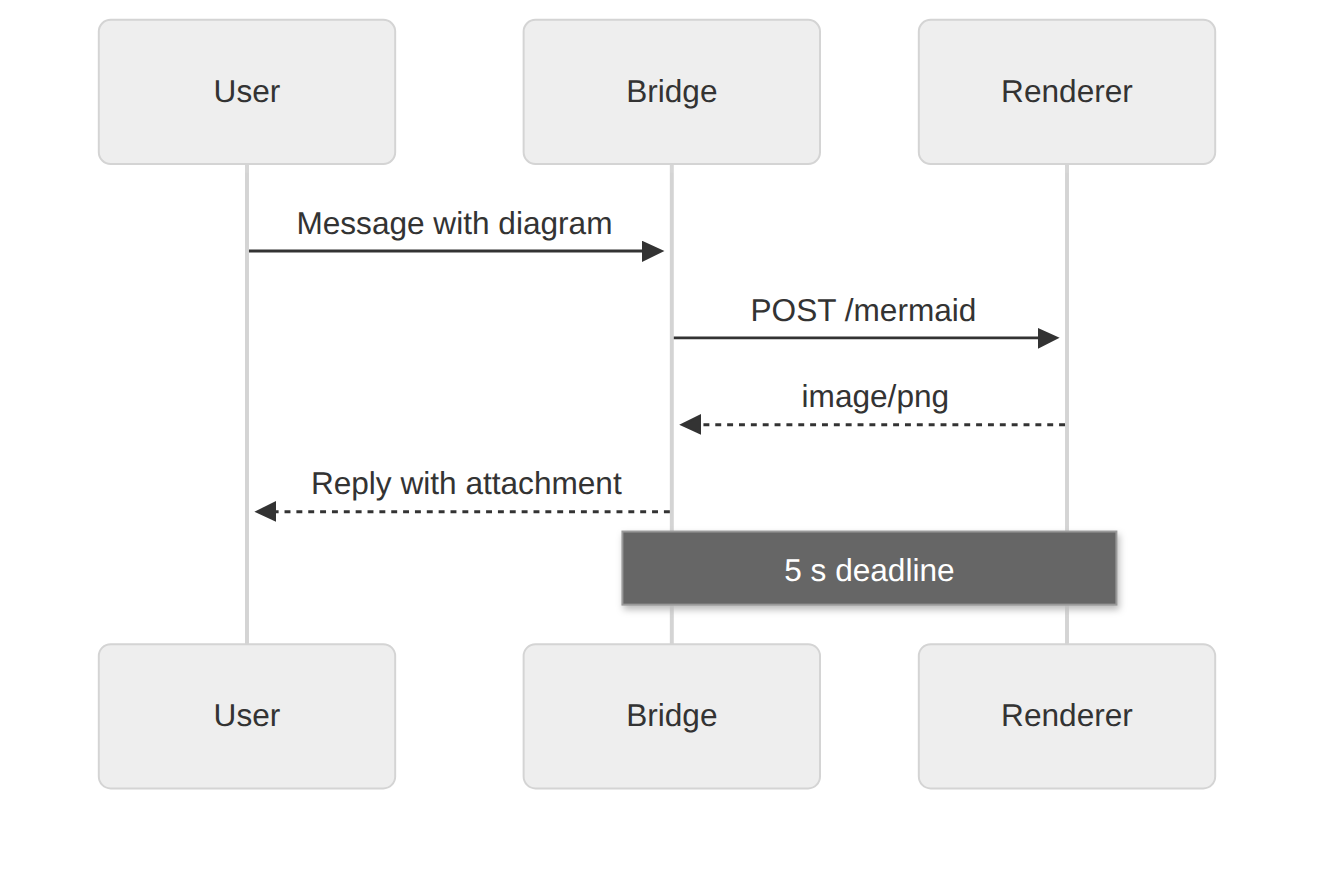 User
Bridge
Renderer
Message with diagram
POST /mermaid
image/png
Reply with attachment
5 s deadline
User
Bridge
Renderer